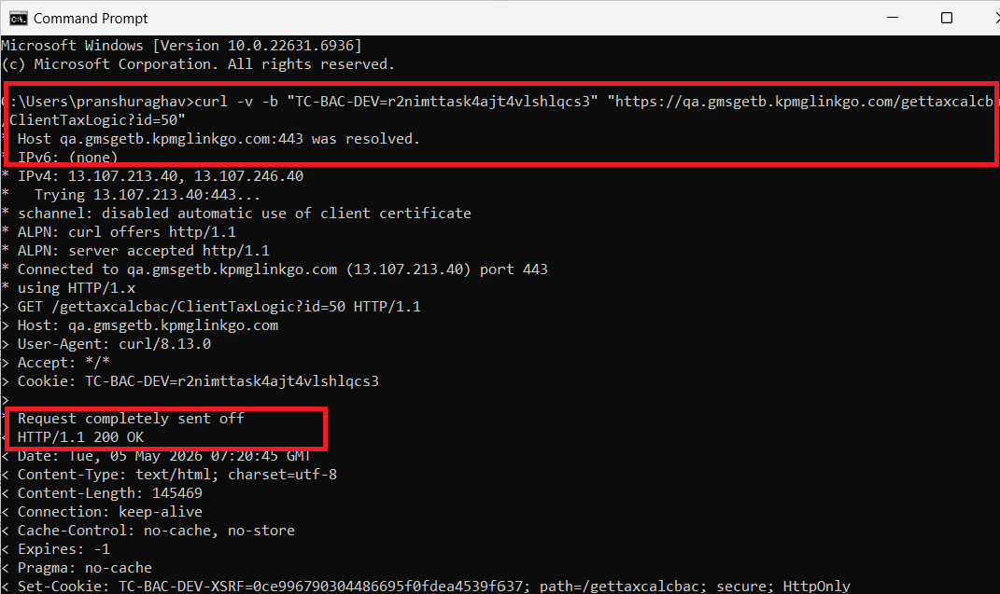 Command Prompt
Microsoft Windows [Version 10.0.22631.6936]
(c) Microsoft Corporation. All rights reserved.
:\Users\pranshuraghav>curl -v -b "TC-BAC-DEV=r2nimttask4ajt4vlshlqcs3" "https://qa.gmsgetb.kpmglinkgo.com/gettaxcalcb
/ClientTaxLogic?id=50"
* Host qa.gmsgetb.kpmglinkgo.com:443 was resolved.
* IPv6: (none)
* IPv4: 13.107.213.40, 13.107.246.40
*   Trying 13.107.213.40:443...
* schannel: disabled automatic use of client certificate
* ALPN: curl offers http/1.1
* ALPN: server accepted http/1.1
* Connected to qa.gmsgetb.kpmglinkgo.com (13.107.213.40) port 443
* using HTTP/1.x
> GET /gettaxcalcbac/ClientTaxLogic?id=50 HTTP/1.1
> Host: qa.gmsgetb.kpmglinkgo.com
> User-Agent: curl/8.13.0
> Accept: */*
> Cookie: TC-BAC-DEV=r2nimttask4ajt4vlshlqcs3
>
* Request completely sent off
< HTTP/1.1 200 OK
< Date: Tue, 05 May 2026 07:20:45 GMT
< Content-Type: text/html; charset=utf-8
< Content-Length: 145469
< Connection: keep-alive
< Cache-Control: no-cache, no-store
< Expires: -1
< Pragma: no-cache
< Set-Cookie: TC-BAC-DEV-XSRF=0ce996790304486695f0fdea4539f637; path=/gettaxcalcbac; secure; HttpOnly